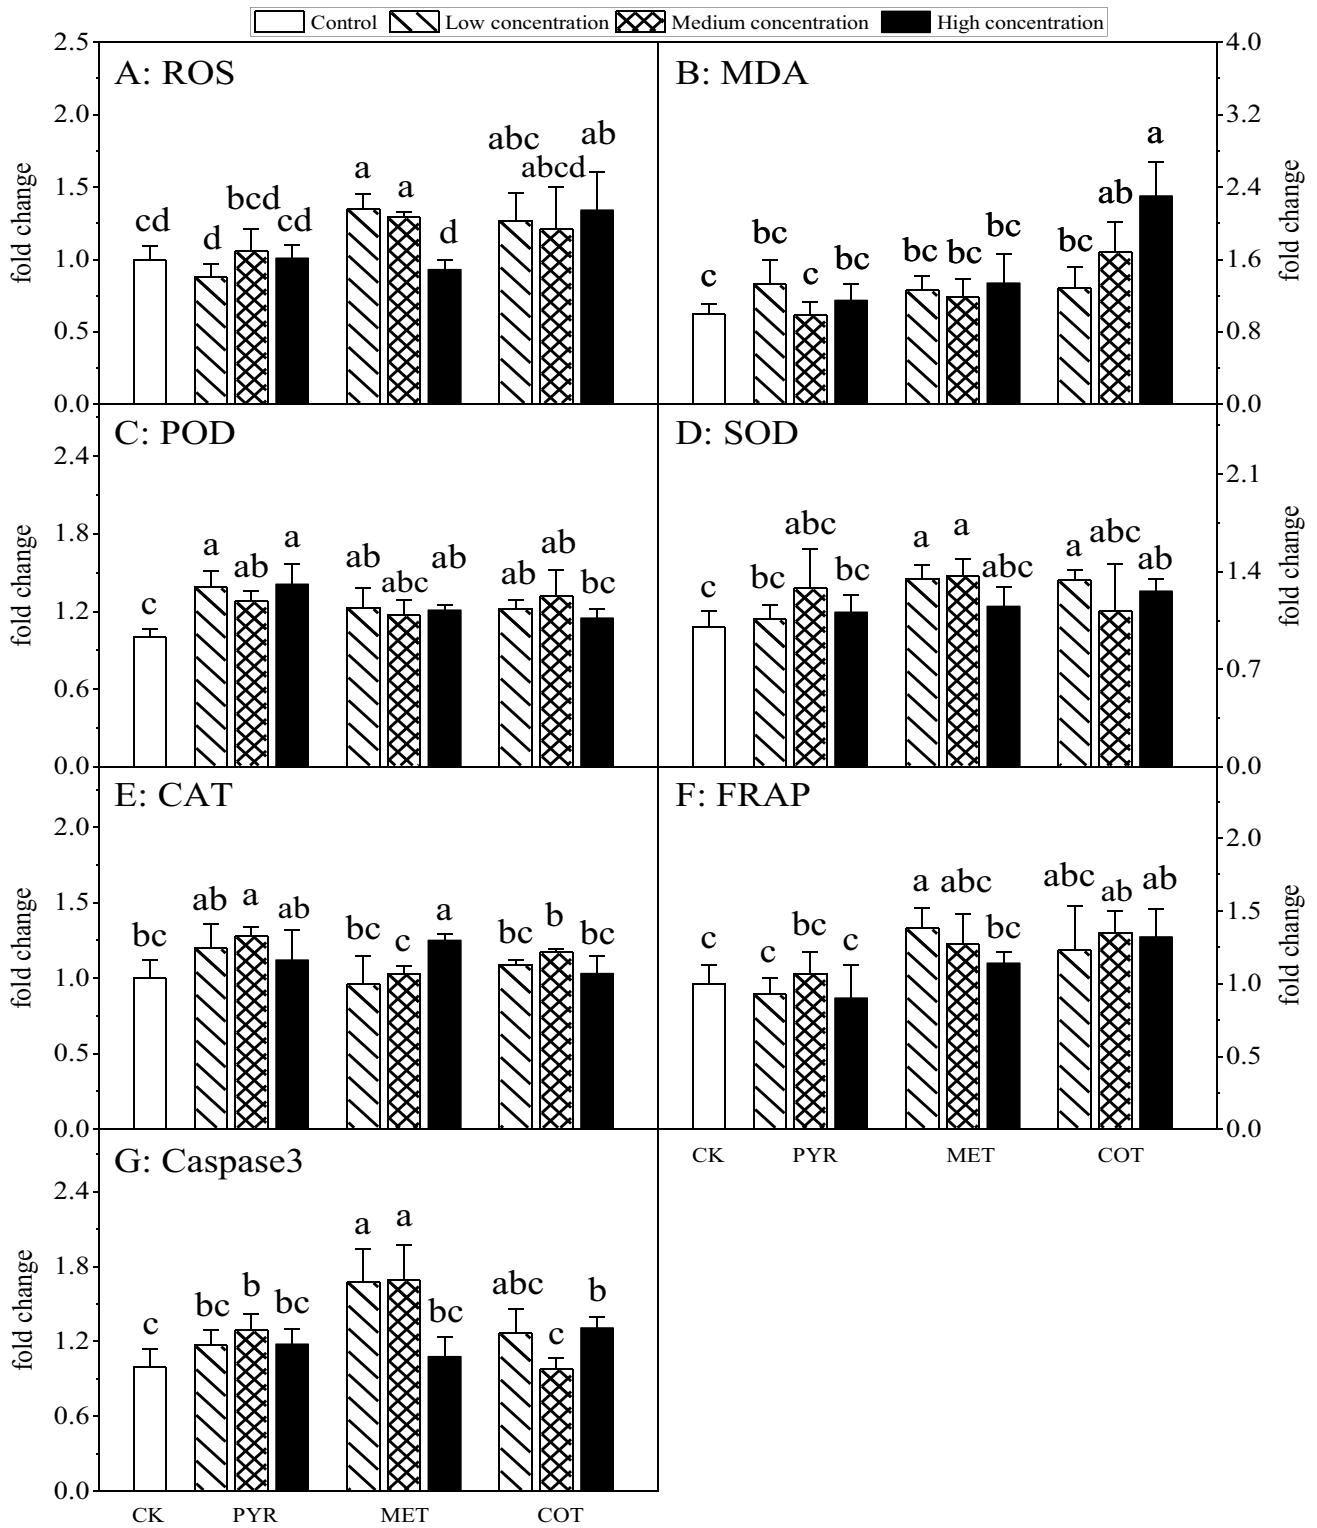 Control Low concentration Medium concentration High concentration
A: ROS
fold change
2.5
2.0
1.5
1.0
0.5
0.0
cd d bcd cd a a d abc abcd ab
B: MDA
fold change
4.0
3.2
2.4
1.6
0.8
0.0
c bc c bc bc bc bc bc ab a
C: POD
fold change
2.4
1.8
1.2
0.6
0.0
c a ab a ab abc ab ab ab bc
D: SOD
fold change
2.1
1.4
0.7
0.0
c bc abc bc a a abc a abc ab
E: CAT
fold change
2.0
1.5
1.0
0.5
0.0
bc ab a ab bc c a bc b bc
F: FRAP
fold change
2.0
1.5
1.0
0.5
0.0
c c bc c a abc bc abc ab ab
CK PYR MET COT
G: Caspase3
fold change
2.4
1.8
1.2
0.6
0.0
c bc b bc a a bc abc c b
CK PYR MET COT